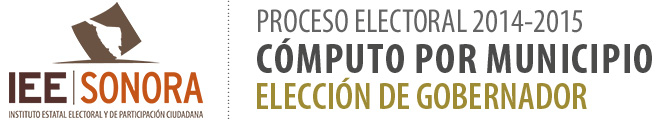 IEE|SONORA
INSTITUTO ESTATAL ELECTORAL Y DE PARTICIPACIÓN CIUDADANA
PROCESO ELECTORAL 2014-2015
CÓMPUTO POR MUNICIPIO
ELECCIÓN DE GOBERNADOR